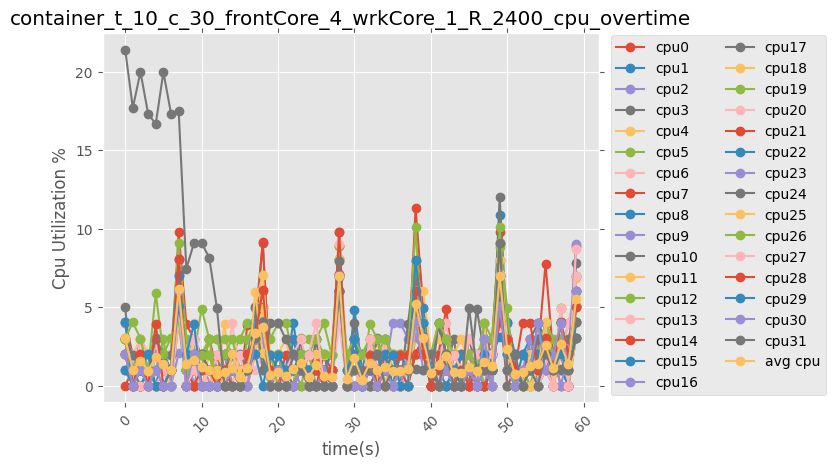 container_t_10_c_30_frontCore_4_wrkCore_1_R_2400_cpu_overtime
Cpu Utilization %
20
15
10
5
0
0
10
20
30
40
50
60
time(s)
cpu0
cpu1
cpu2
cpu3
cpu4
cpu5
cpu6
cpu7
cpu8
cpu9
cpu10
cpu11
cpu12
cpu13
cpu14
cpu15
cpu16
cpu17
cpu18
cpu19
cpu20
cpu21
cpu22
cpu23
cpu24
cpu25
cpu26
cpu27
cpu28
cpu29
cpu30
cpu31
avg cpu